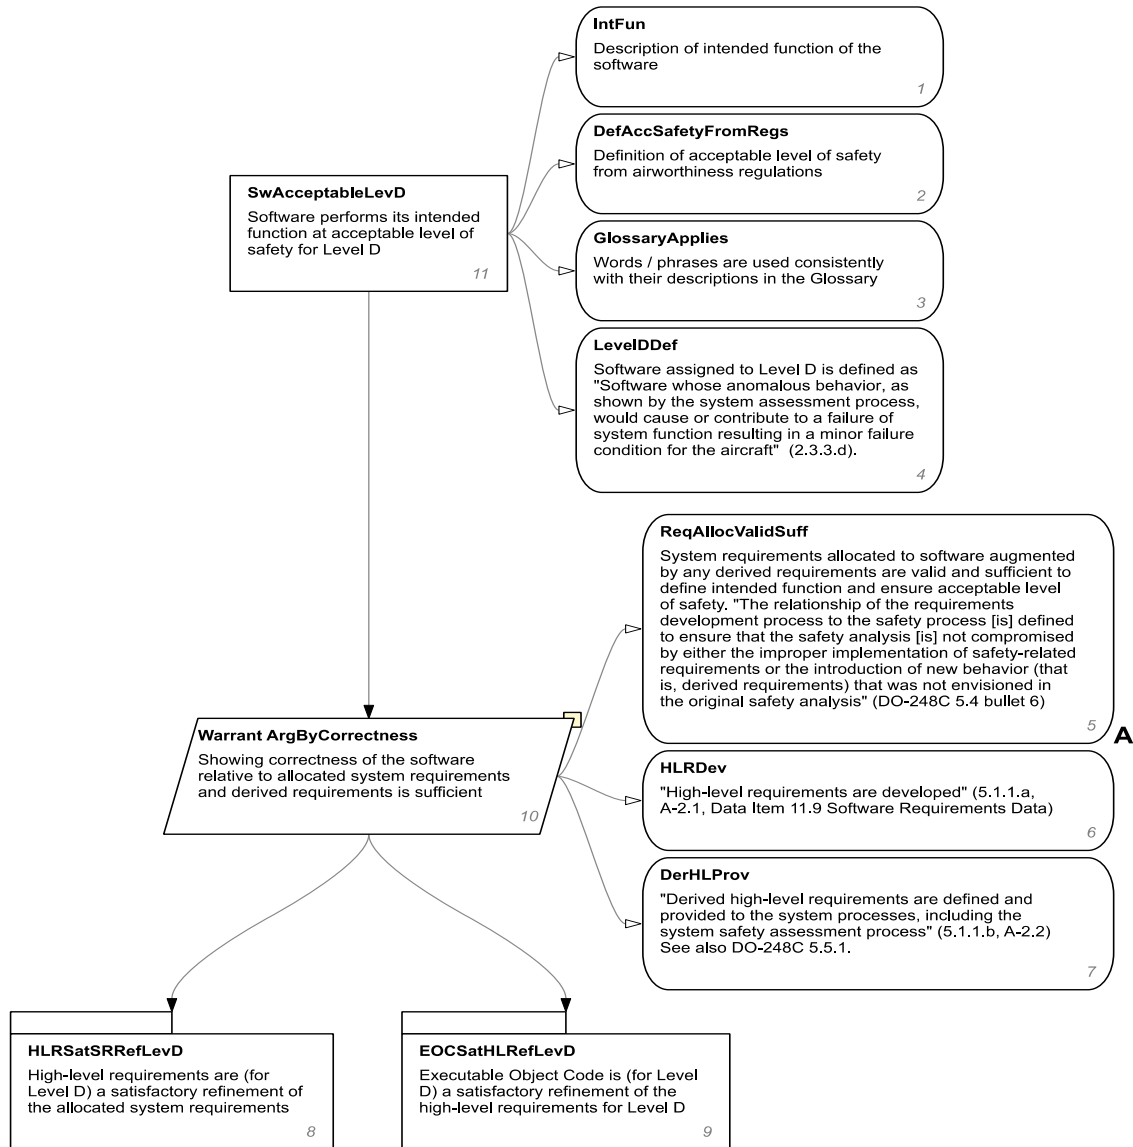 IntFun
Description of intended function of the
software
1
DefAccSafetyFromRegs
Definition of acceptable level of safety
from airworthiness regulations
2
SwAcceptableLevD
Software performs its intended
function at acceptable level of
safety for Level D
11
GlossaryApplies
Words / phrases are used consistently
with their descriptions in the Glossary
3
LevelDDef
Software assigned to Level D is defined as
"Software whose anomalous behavior, as
shown by the system assessment process,
would cause or contribute to a failure of
system function resulting in a minor failure
condition for the aircraft"  (2.3.3.d).
4
ReqAllocValidSuff
System requirements allocated to software augmented
by any derived requirements are valid and sufficient to
define intended function and ensure acceptable level
of safety. "The relationship of the requirements
development process to the safety process [is] defined
to ensure that the safety analysis [is] not compromised
by either the improper implementation of safety-related
requirements or the introduction of new behavior (that
is, derived requirements) that was not envisioned in
the original safety analysis" (DO-248C 5.4 bullet 6)
5
A
Warrant ArgByCorrectness
Showing correctness of the software
relative to allocated system requirements
and derived requirements is sufficient
10
HLRDev
"High-level requirements are developed" (5.1.1.a,
A-2.1, Data Item 11.9 Software Requirements Data)
6
DerHLProv
"Derived high-level requirements are defined and
provided to the system processes, including the
system safety assessment process" (5.1.1.b, A-2.2)
See also DO-248C 5.5.1.
7
HLRSatSRRefLevD
High-level requirements are (for
Level D) a satisfactory refinement of
the allocated system requirements
8
EOCSatHLRefLevD
Executable Object Code is (for Level
D) a satisfactory refinement of the
high-level requirements for Level D
9